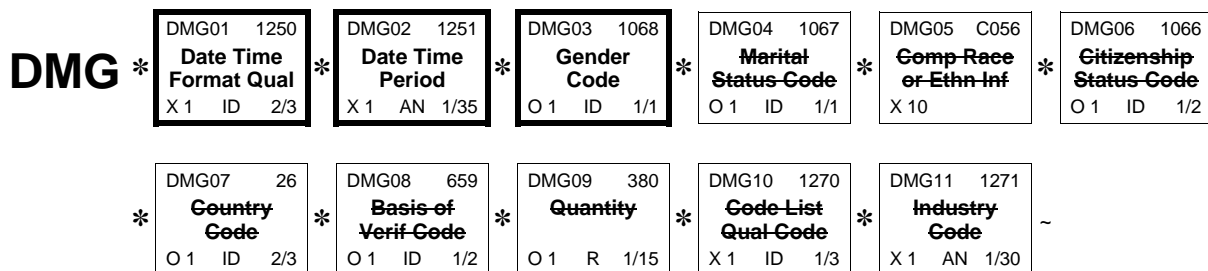 DMG01 1250 DMG02 1251 DMG03 1068 DMG04 1067 DMG05 C056 DMG06 1066
DMG * Date Time Format Qual * Date Time Period * Gender Code * Marital Status Code * Comp Race or Ethn Inf * Citizenship Status Code
X 1 ID 2/3 X 1 AN 1/35 O 1 ID 1/1 O 1 ID 1/1 X 10 O 1 ID 1/2
DMG07 26 DMG08 659 DMG09 380 DMG10 1270 DMG11 1271
* Country Code * Basis of Verif Code * Quantity * Code List Qual Code * Industry Code ~
O 1 ID 2/3 O 1 ID 1/2 O 1 R 1/15 X 1 ID 1/3 X 1 AN 1/30